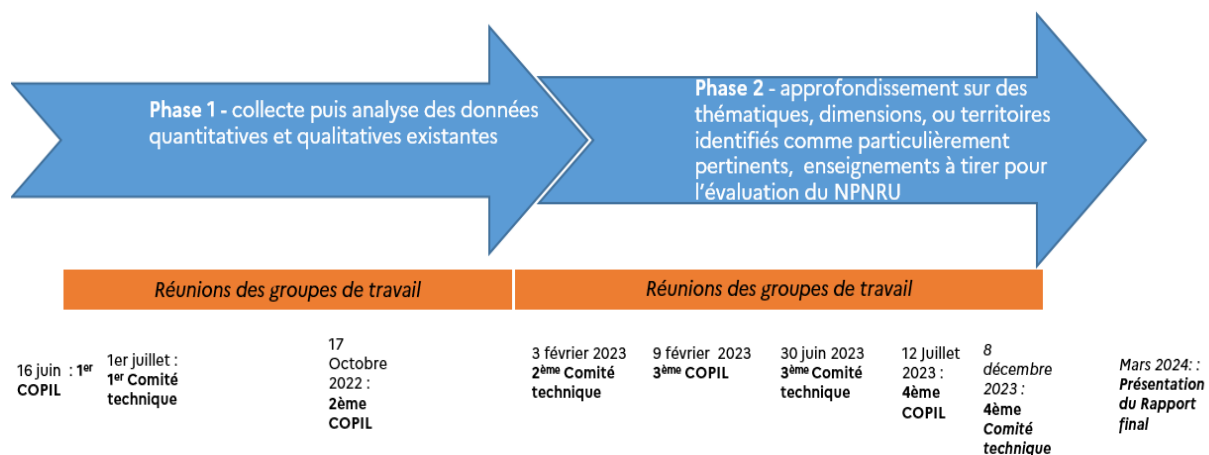 Phase 1 - collecte puis analyse des données
quantitatives et qualitatives existantes
Phase 2 - approfondissement sur des
thématiques, dimensions, ou territoires
identifiés comme particulièrement
pertinents, enseignements à tirer pour
l'évaluation du NPNRU
Réunions des groupes de travail
Réunions des groupes de travail
16 juin : 1er
COPIL
1er juillet :
1er Comité
technique
17
Octobre
2022 :
2ème
COPIL
3 février 2023
2ème Comité
technique
9 février 2023
3ème COPIL
30 juin 2023
3ème Comité
technique
12 Juillet
2023 :
4ème
COPIL
8
décembre
2023 :
4ème
Comité
technique
Mars 2024: :
Présentation
du Rapport
final